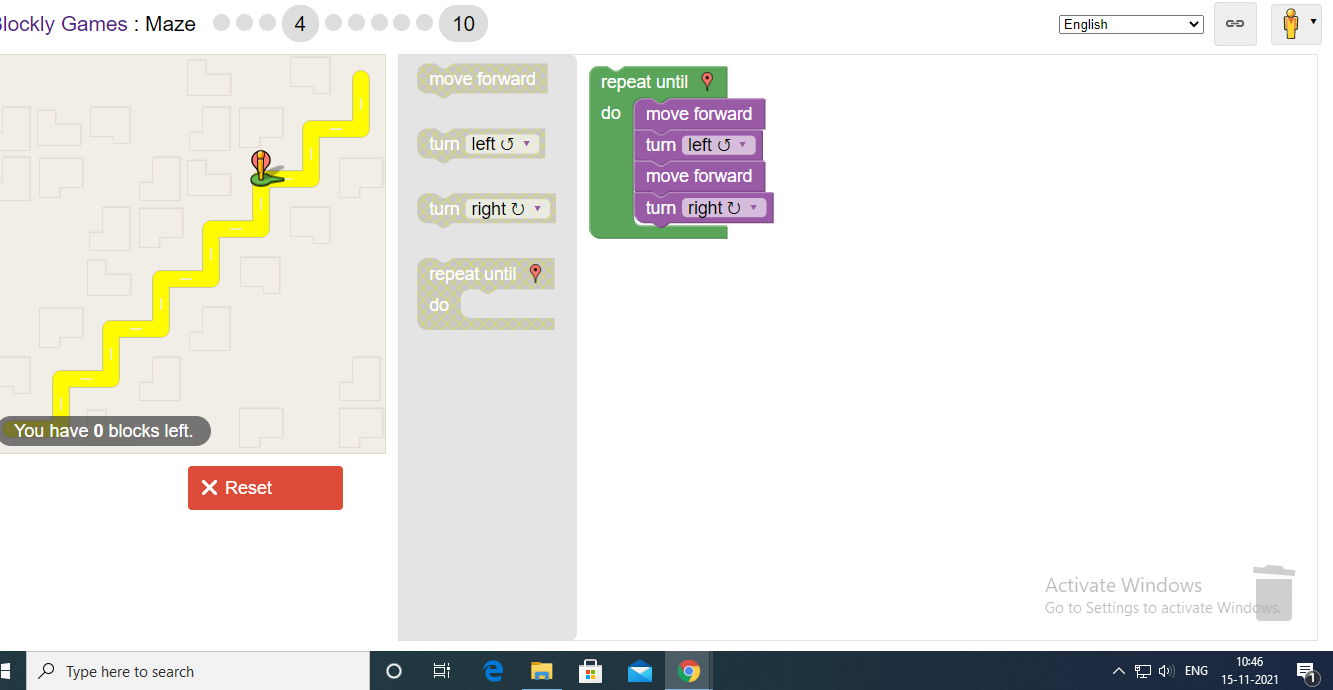 Blockly Games : Maze
4
10
English
move forward
turn left ↺ ▼
turn right ↻ ▼
repeat until
do
repeat until
do
move forward
turn left ↺ ▼
move forward
turn right ↻ ▼
You have 0 blocks left.
Reset
Activate Windows
Go to Settings to activate Windows.
Type here to search
ENG
10:46
15-11-2021
1